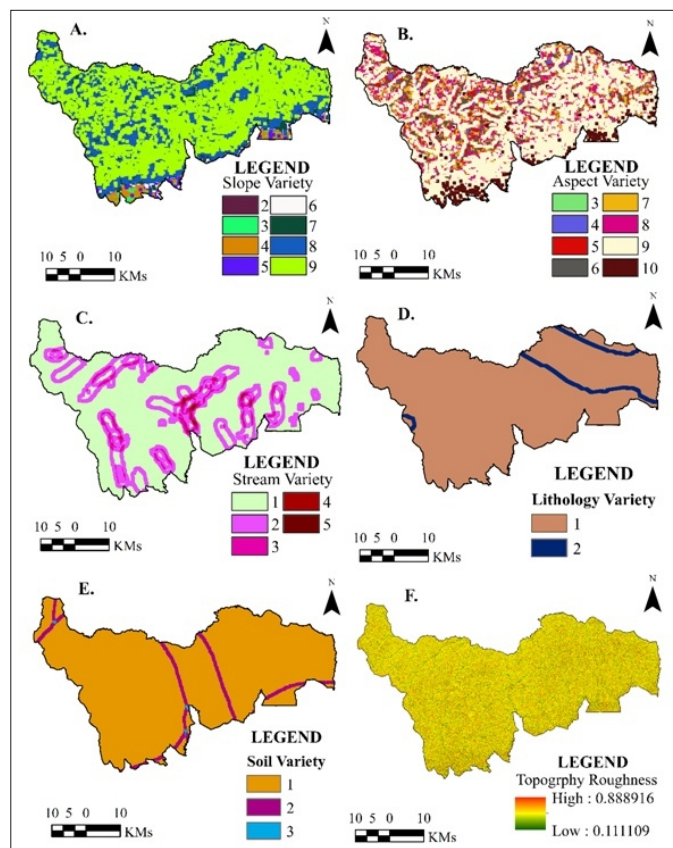 A.
N
LEGEND
Slope Variety
2 6
3 7
4 8
5 9
10 5 0 10
KMs
B.
N
LEGEND
Aspect Variety
3 7
4 8
5 9
6 10
10 5 0 10
KMs
C.
N
LEGEND
Stream Variety
1 4
2 5
3
10 5 0 10
KMs
D.
N
LEGEND
Lithology Variety
1
2
10 5 0 10
KMs
E.
N
LEGEND
Soil Variety
1
2
3
10 5 0 10
KMs
F.
N
LEGEND
Topogrphy Roughness
High : 0.888916
Low : 0.111109
10 5 0 10
KMs